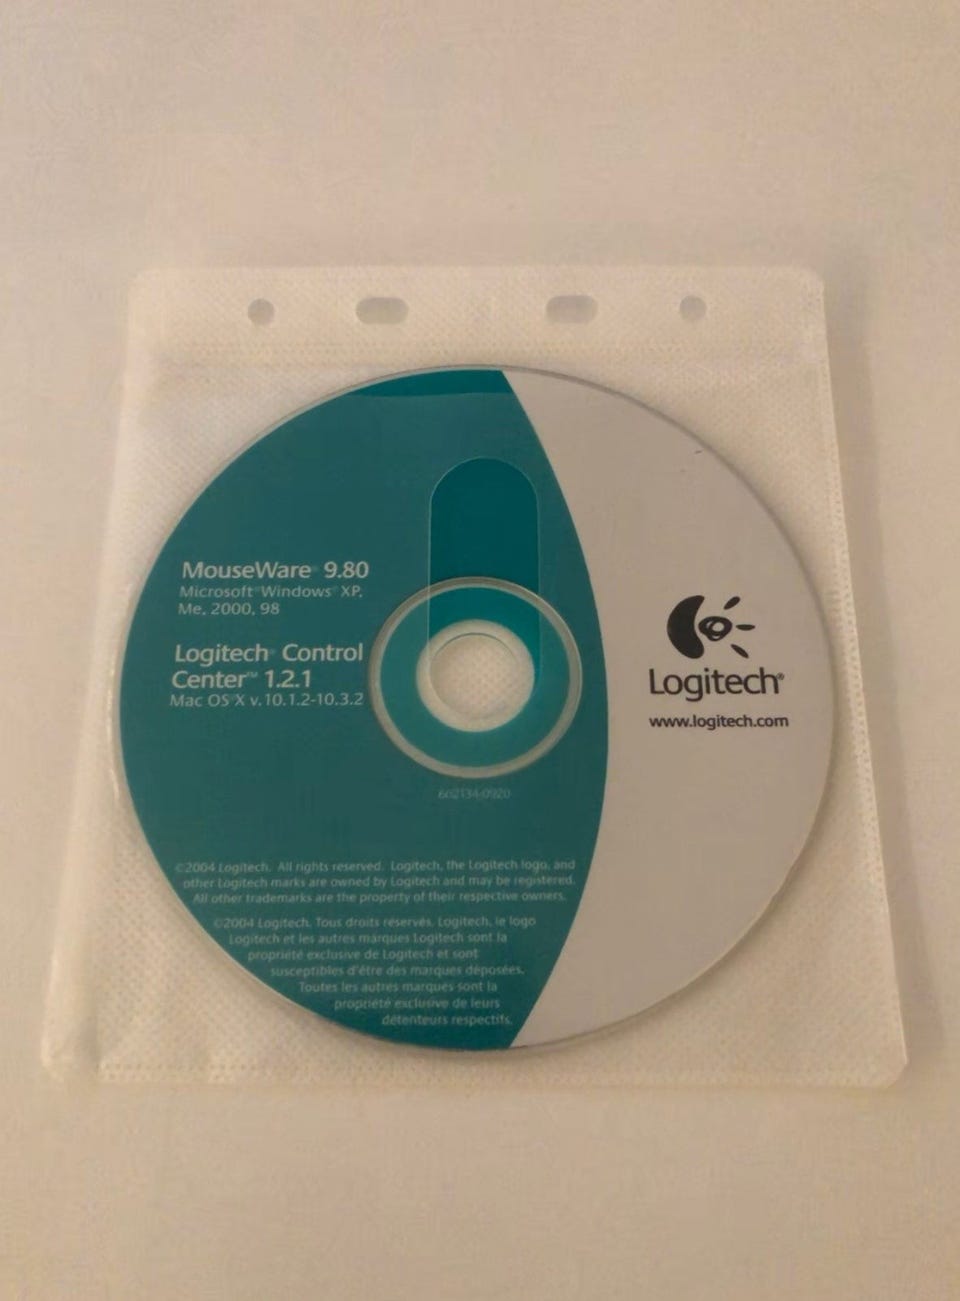 MouseWare® 9.80
Microsoft® Windows® XP,
Me, 2000, 98
Logitech® Control
Center™ 1.2.1
Mac OS X v.10.1.2-10.3.2
Logitech®
www.logitech.com
602134-0920
©2004 Logitech. All rights reserved. Logitech, the Logitech logo, and
other Logitech marks are owned by Logitech and may be registered.
All other trademarks are the property of their respective owners.
©2004 Logitech. Tous droits reservés. Logitech, le logo
Logitech et les autres marques Logitech sont la
propriété exclusive de Logitech et sont
susceptibles d'être des marques déposées.
Toutes les autres marques sont la
propriété exclusive de leurs
détenteurs respectifs.